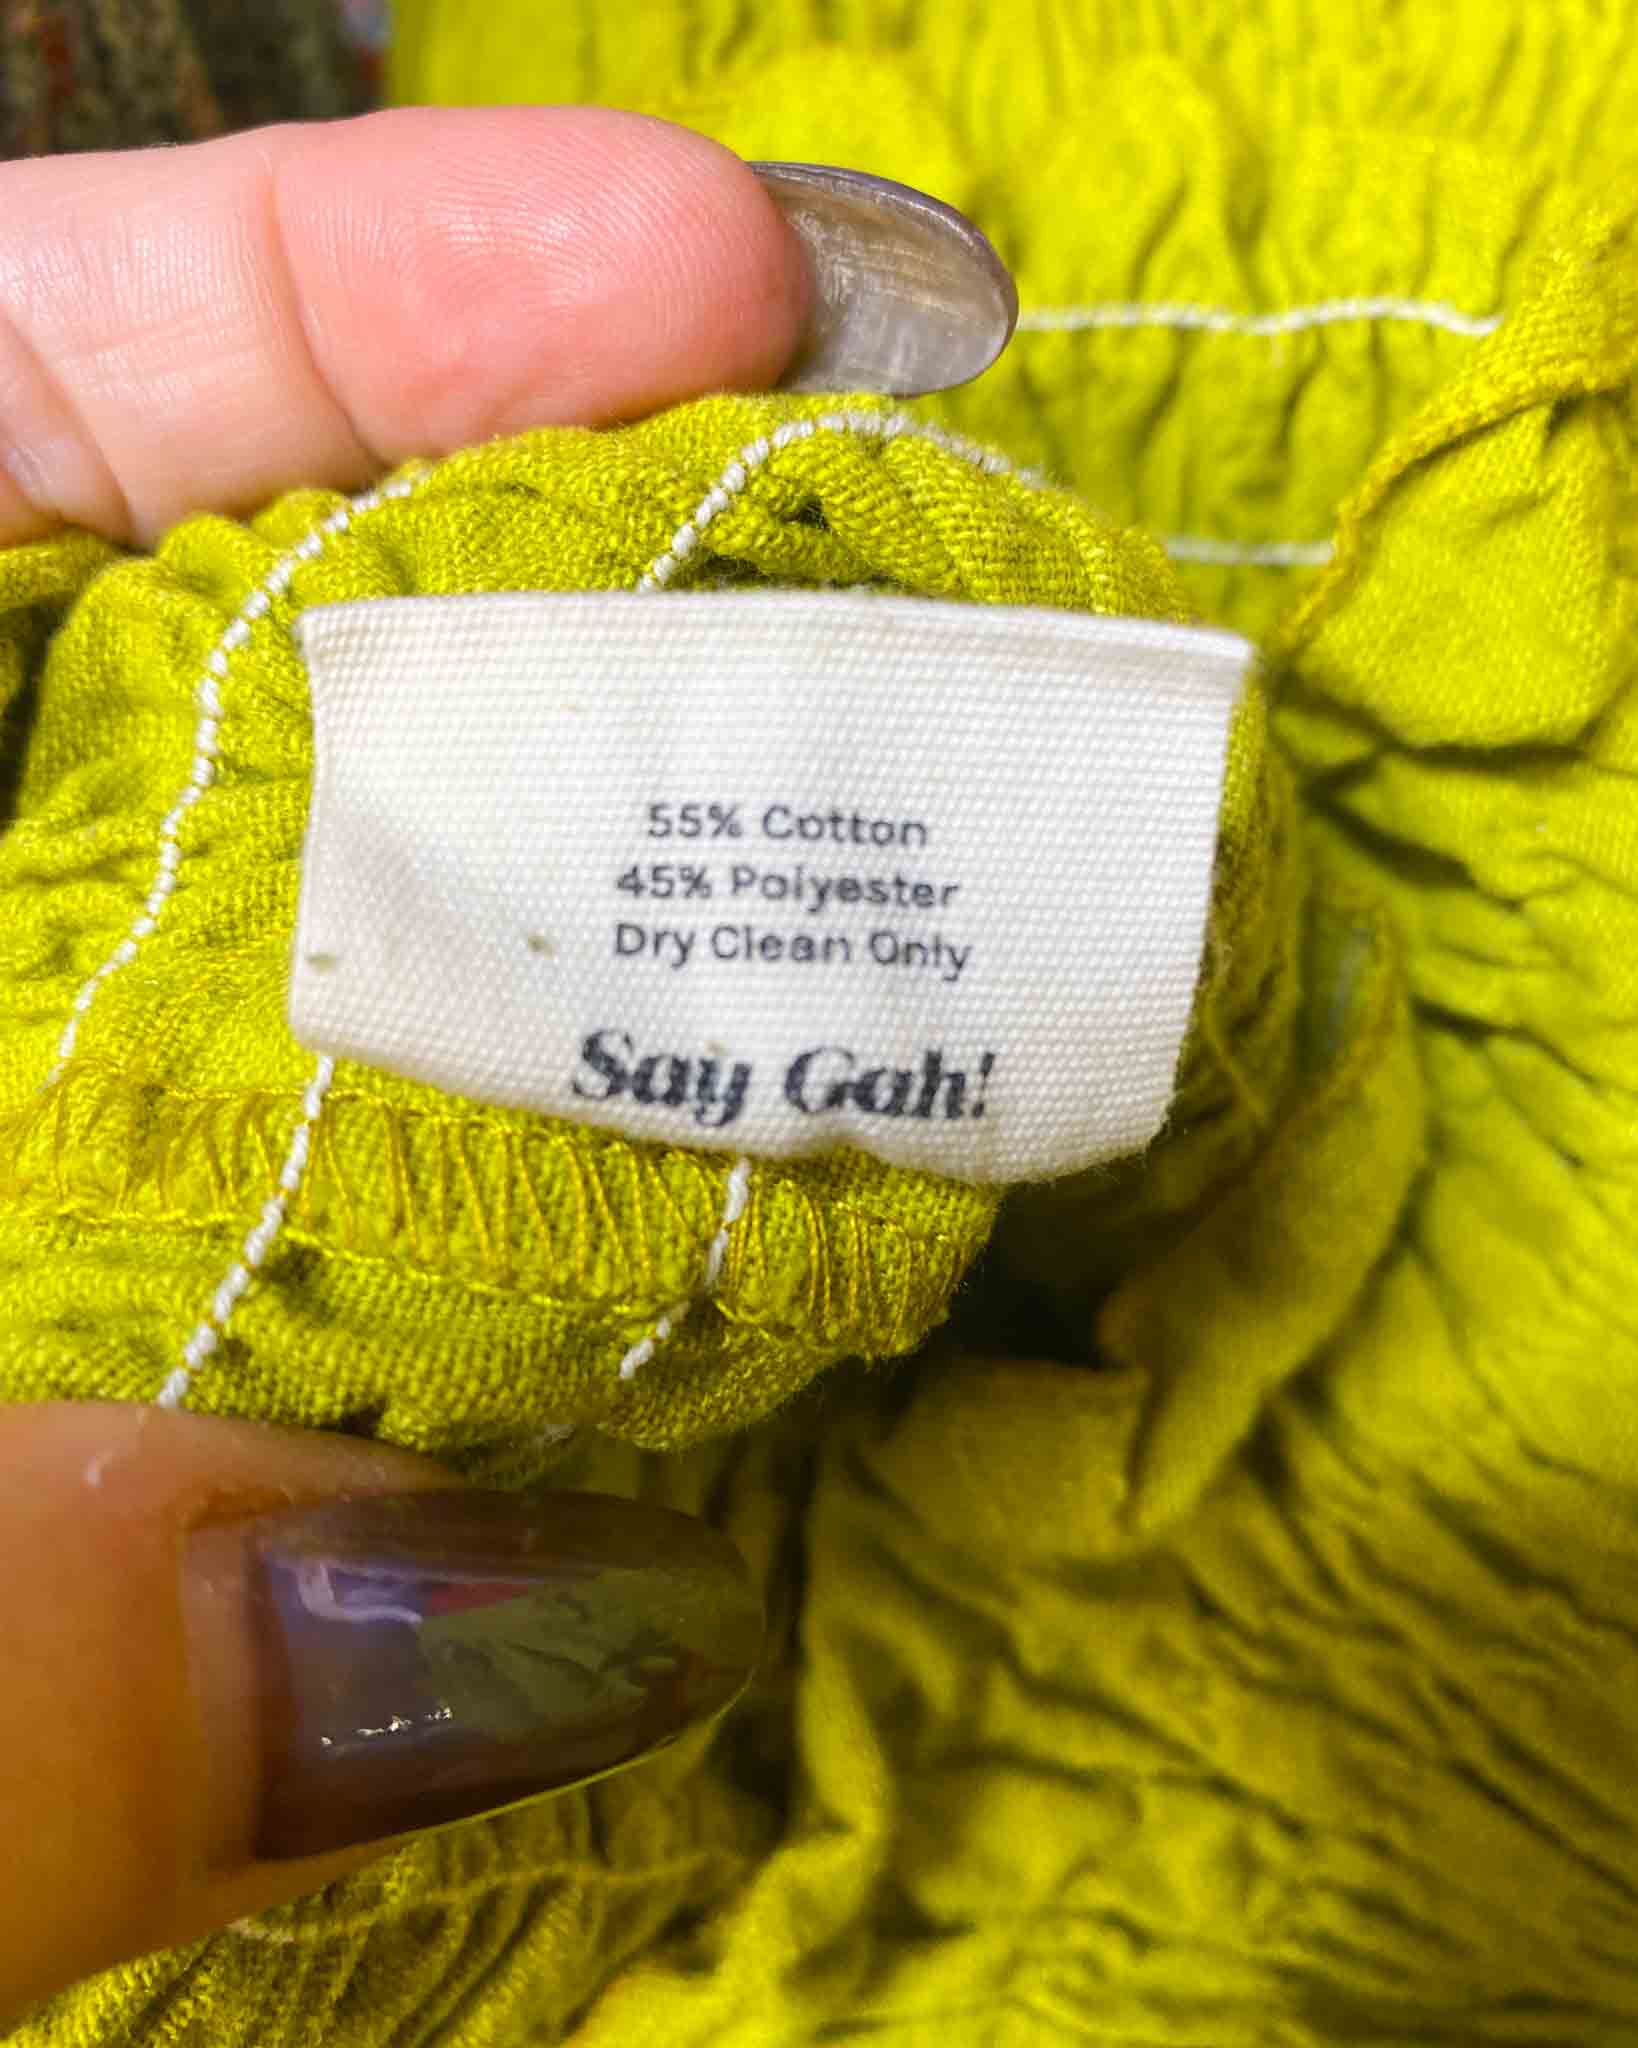 55% Cotton
45% Polyester
Dry Clean Only
Say Gah!